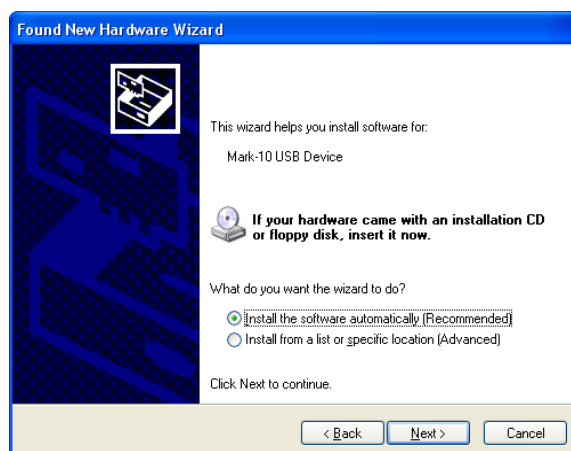 Found New Hardware Wizard
This wizard helps you install software for:
Mark-10 USB Device
If your hardware came with an installation CD
or floppy disk, insert it now.
What do you want the wizard to do?
Install the software automatically (Recommended)
Install from a list or specific location (Advanced)
Click Next to continue.
< Back Next > Cancel